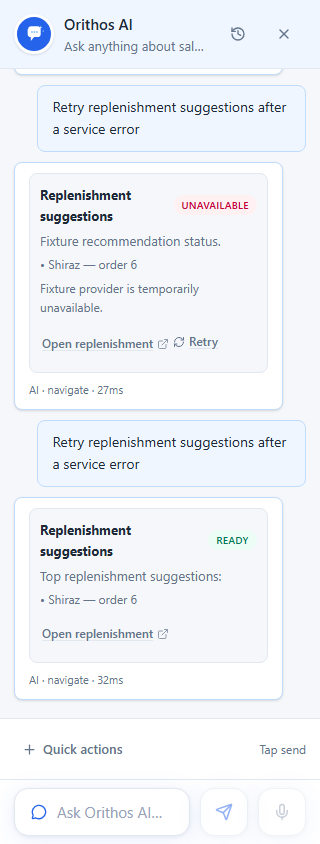 Orithos AI
Ask anything about sal...
Retry replenishment suggestions after
a service error
Replenishment
suggestions
UNAVAILABLE
Fixture recommendation status.
• Shiraz — order 6
Fixture provider is temporarily
unavailable.
Open replenishment
Retry
AI · navigate · 27ms
Retry replenishment suggestions after
a service error
Replenishment
suggestions
READY
Top replenishment suggestions:
• Shiraz — order 6
Open replenishment
AI · navigate · 32ms
Quick actions
Tap send
Ask Orithos AI...